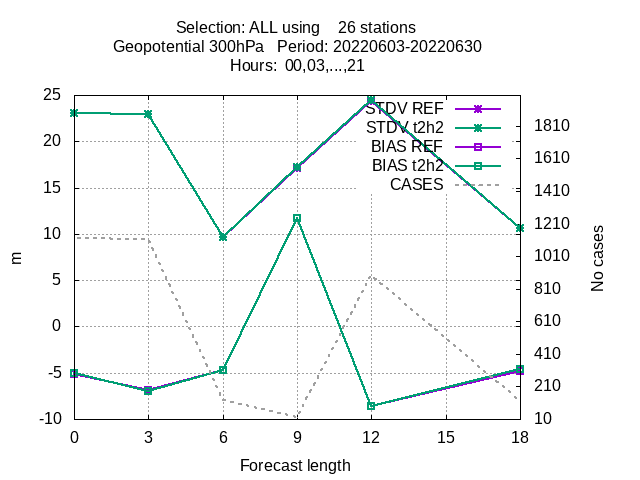 Selection: ALL using    26 stations
Geopotential 300hPa   Period: 20220603-20220630
Hours:  00,03,...,21
25
20
15
10
5
0
-5
-10
m
STDV REF
STDV t2h2
BIAS REF
BIAS t2h2
CASES
1810
1610
1410
1210
1010
810
610
410
210
10
No cases
0 3 6 9 12 15 18
Forecast length